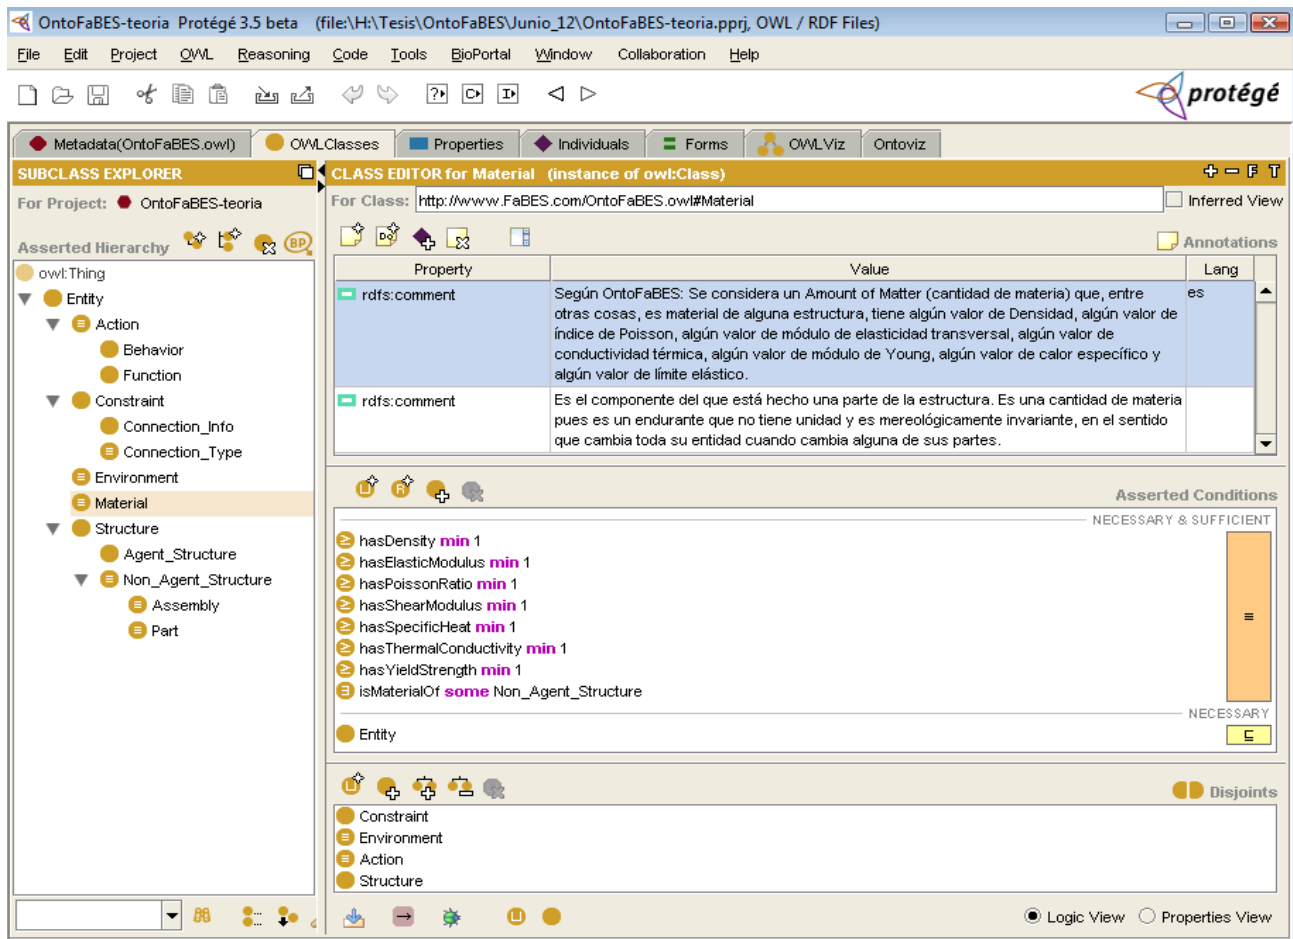 OntoFaBES-teoria Protégé 3.5 beta (file:\H:\Tesis\OntoFaBES\Junio_12\OntoFaBES-teoria.pprj, OWL / RDF Files)
File Edit Project OWL Reasoning Code Tools BioPortal Window Collaboration Help
protégé
Metadata(OntoFaBES.owl) OWLClasses Properties Individuals Forms OWLViz Ontoviz
SUBCLASS EXPLORER
For Project: OntoFaBES-teoria
Asserted Hierarchy
BP
owl:Thing
Entity
Action
Behavior
Function
Constraint
Connection_Info
Connection_Type
Environment
Material
Structure
Agent_Structure
Non_Agent_Structure
Assembly
Part
CLASS EDITOR for Material (instance of owl:Class)
F T
For Class: http://www.FaBES.com/OntoFaBES.owl#Material Inferred View
Annotations
Property Value Lang
rdfs:comment Según OntoFaBES: Se considera un Amount of Matter (cantidad de materia) que, entre es
otras cosas, es material de alguna estructura, tiene algún valor de Densidad, algún valor de
índice de Poisson, algún valor de módulo de elasticidad transversal, algún valor de
conductividad térmica, algún valor de módulo de Young, algún valor de calor específico y
algún valor de límite elástico.
rdfs:comment Es el componente del que está hecho una parte de la estructura. Es una cantidad de materia
pues es un endurante que no tiene unidad y es mereológicamente invariante, en el sentido
que cambia toda su entidad cuando cambia alguna de sus partes.
Asserted Conditions
NECESSARY & SUFFICIENT
hasDensity min 1
hasElasticModulus min 1
hasPoissonRatio min 1
hasShearModulus min 1
hasSpecificHeat min 1
hasThermalConductivity min 1
hasYieldStrength min 1
isMaterialOf some Non_Agent_Structure
NECESSARY
Entity
Disjoints
Constraint
Environment
Action
Structure
Logic View Properties View